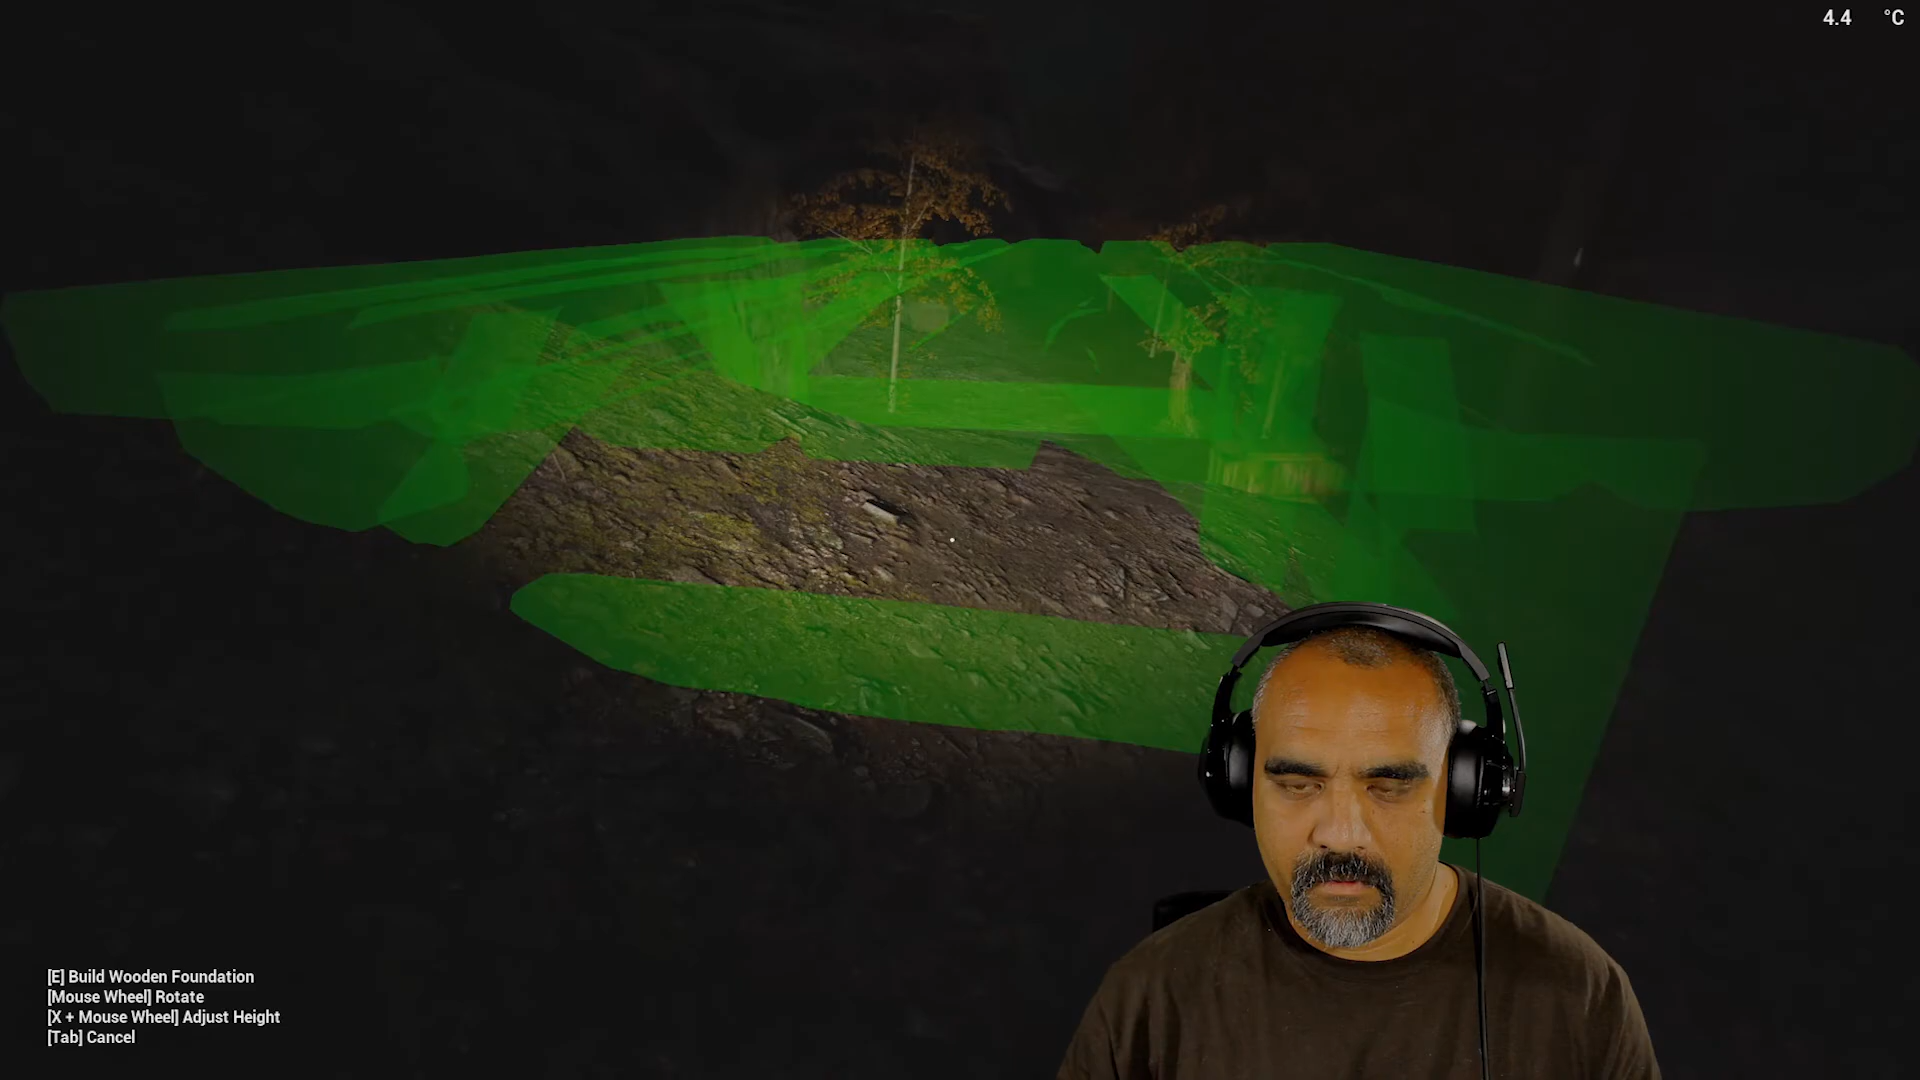 4.4 °C
[E] Build Wooden Foundation
[Mouse Wheel] Rotate
[X + Mouse Wheel] Adjust Height
[Tab] Cancel